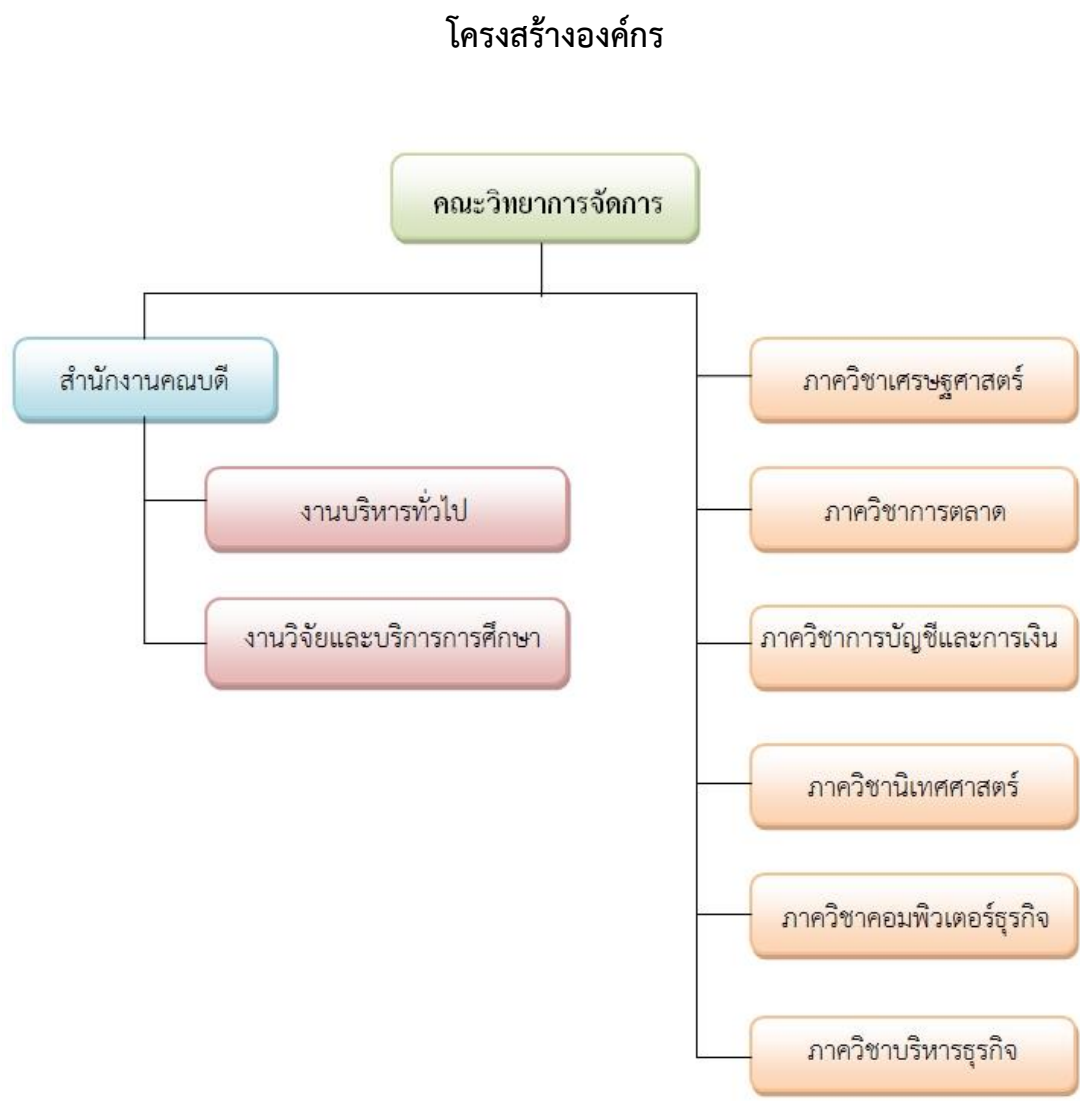 โครงสร้างองค์กร
คณะวิทยาการจัดการ
สำนักงานคณบดี
งานบริหารทั่วไป
งานวิจัยและบริการการศึกษา
ภาควิชาเศรษฐศาสตร์
ภาควิชาการตลาด
ภาควิชาการบัญชีและการเงิน
ภาควิชานิเทศศาสตร์
ภาควิชาคอมพิวเตอร์ธุรกิจ
ภาควิชาบริหารธุรกิจ